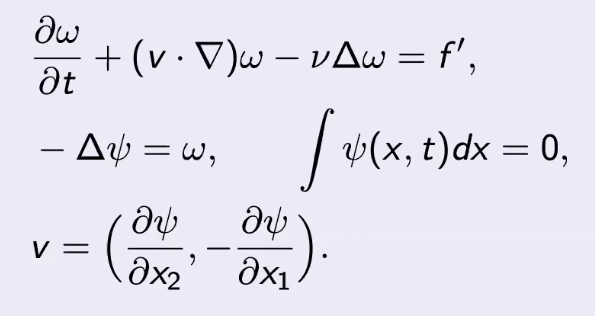 ∂ω/∂t + (v · ∇)ω − νΔω = f′,
− Δψ = ω, ∫ ψ(x, t)dx = 0,
v = (∂ψ/∂x₂, −∂ψ/∂x₁).